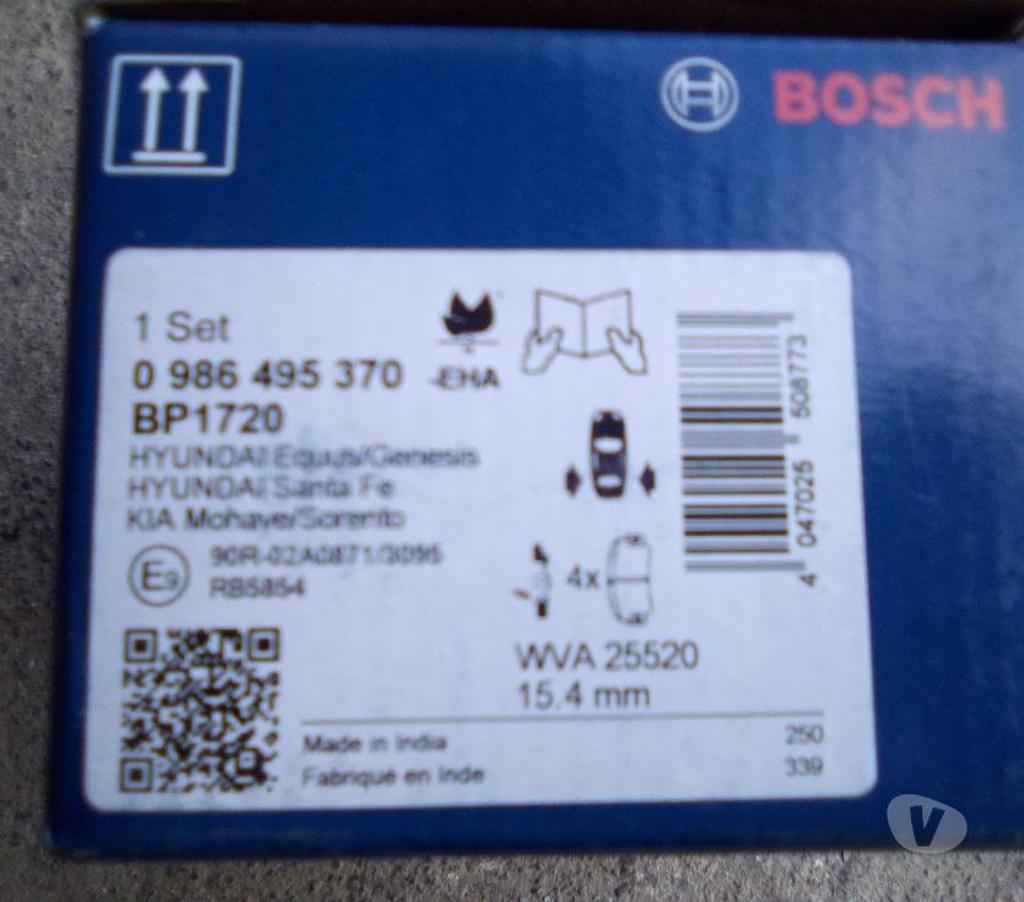 BOSCH
1 Set
0 986 495 370
-EHA
BP1720
HYUNDAI Equus/Genesis
HYUNDAI Santa Fe
KIA Mohave/Sorento
E9
90R-02A0871/3095
RB5854
4x
WVA 25520
15.4 mm
Made in India
250
Fabriqué en Inde
339
4 047025 508773
V